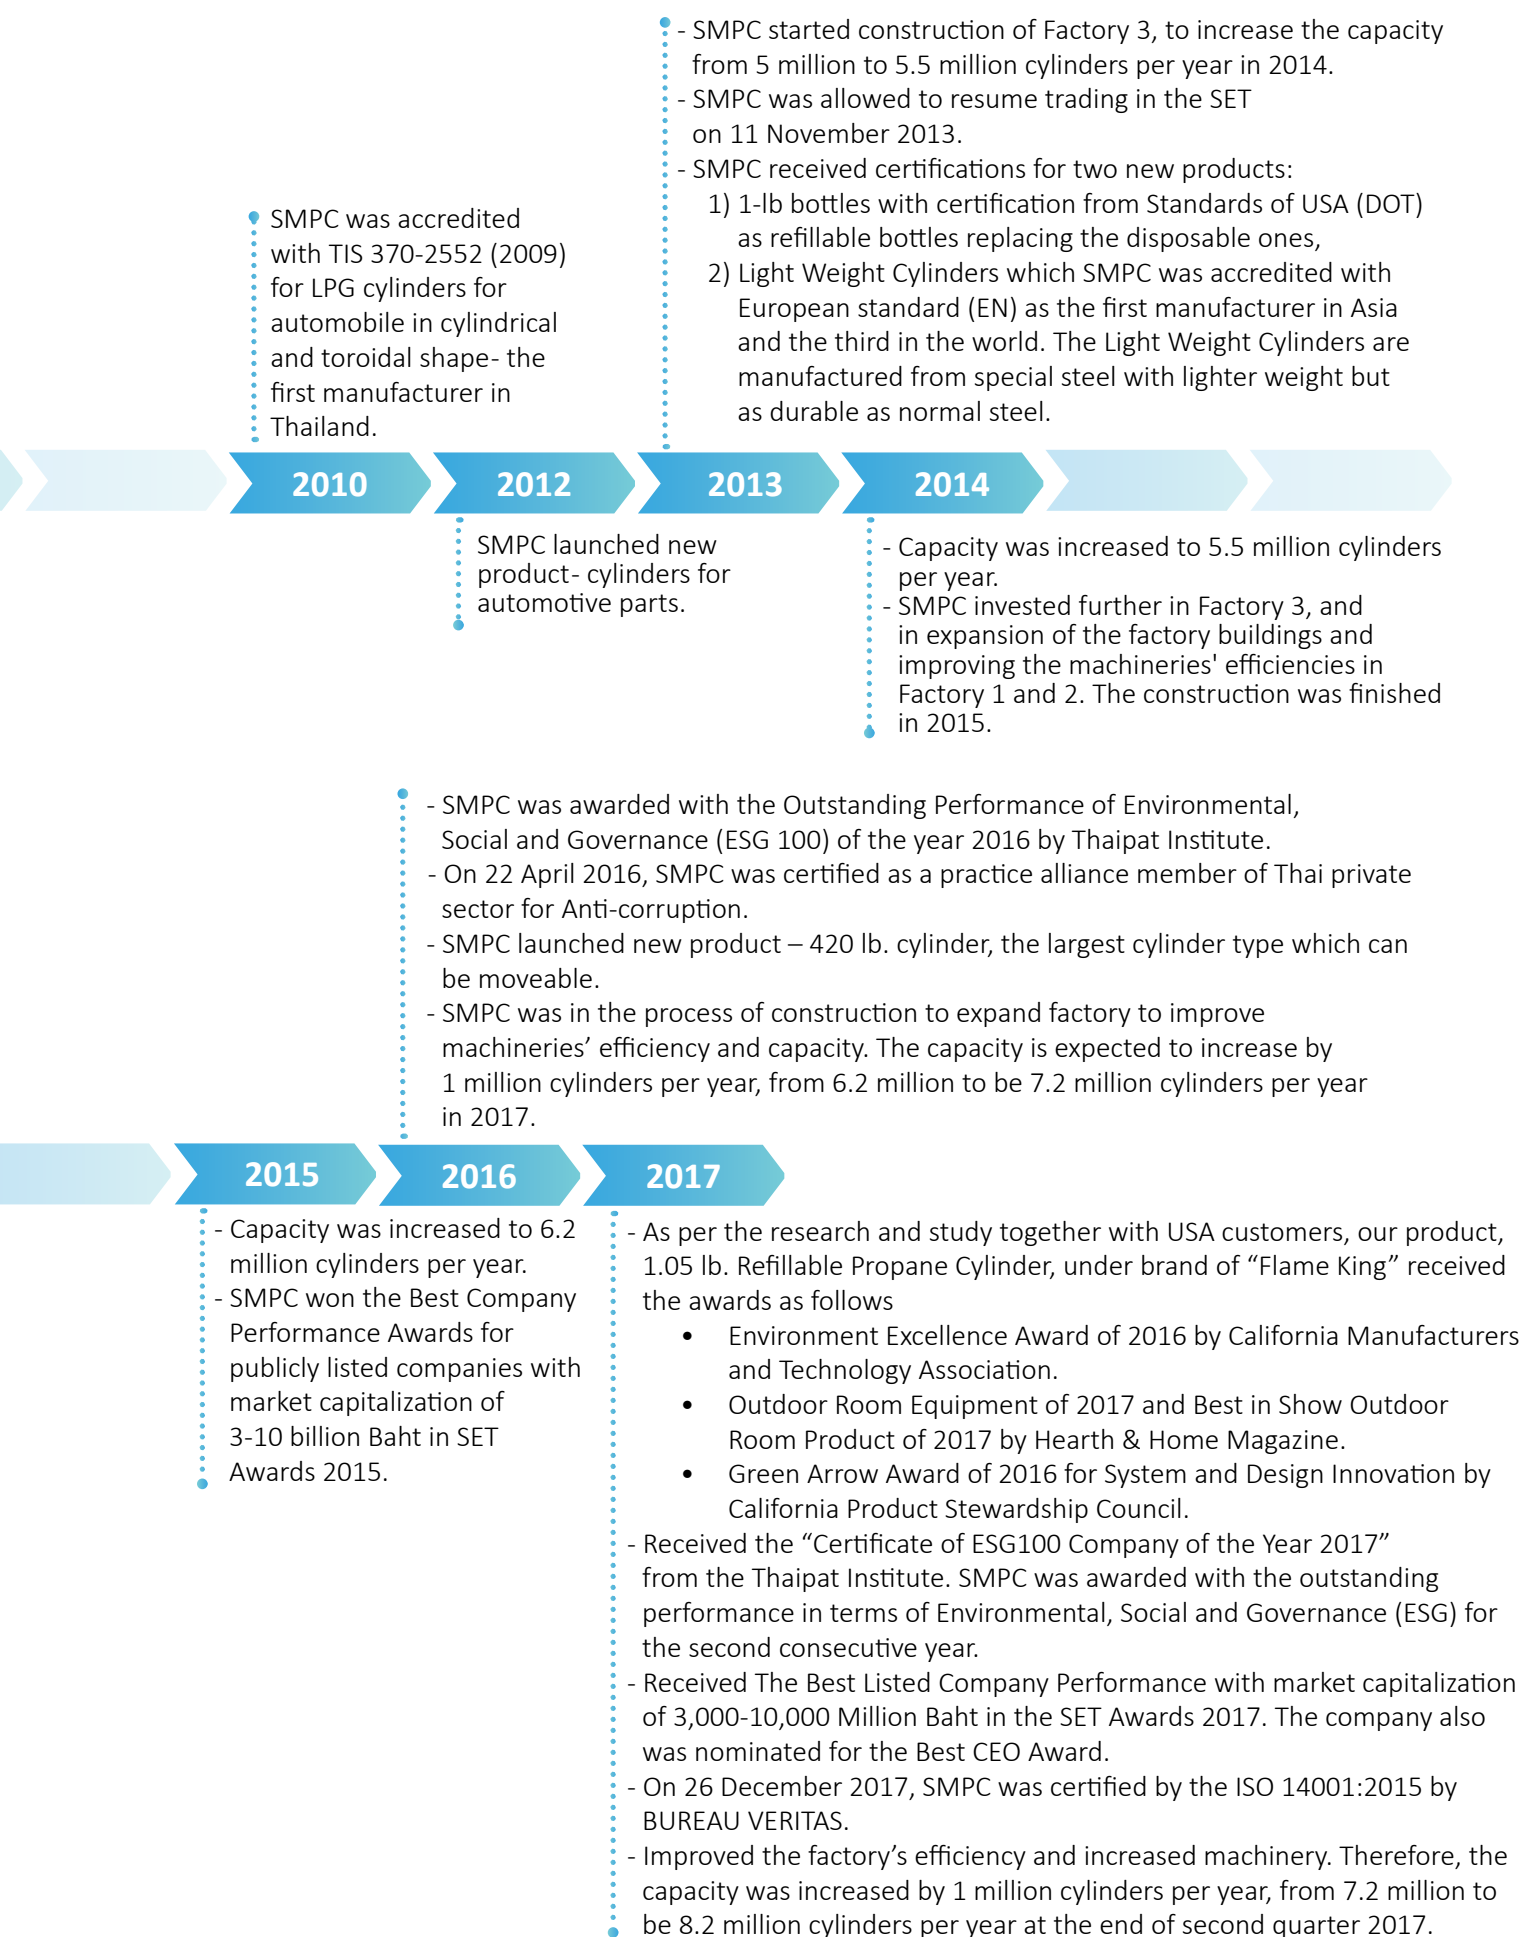 - SMPC started construction of Factory 3, to increase the capacity
from 5 million to 5.5 million cylinders per year in 2014.
- SMPC was allowed to resume trading in the SET
on 11 November 2013.
- SMPC received certifications for two new products:
1) 1-lb bottles with certification from Standards of USA (DOT)
as refillable bottles replacing the disposable ones,
2) Light Weight Cylinders which SMPC was accredited with
European standard (EN) as the first manufacturer in Asia
and the third in the world. The Light Weight Cylinders are
manufactured from special steel with lighter weight but
as durable as normal steel.
SMPC was accredited
with TIS 370-2552 (2009)
for LPG cylinders for
automobile in cylindrical
and toroidal shape- the
first manufacturer in
Thailand.
2010
2012
2013
2014
SMPC launched new
product- cylinders for
automotive parts.
- Capacity was increased to 5.5 million cylinders
per year.
- SMPC invested further in Factory 3, and
in expansion of the factory buildings and
improving the machineries' efficiencies in
Factory 1 and 2. The construction was finished
in 2015.
- SMPC was awarded with the Outstanding Performance of Environmental,
Social and Governance (ESG 100) of the year 2016 by Thaipat Institute.
- On 22 April 2016, SMPC was certified as a practice alliance member of Thai private
sector for Anti-corruption.
- SMPC launched new product – 420 lb. cylinder, the largest cylinder type which can
be moveable.
- SMPC was in the process of construction to expand factory to improve
machineries’ efficiency and capacity. The capacity is expected to increase by
1 million cylinders per year, from 6.2 million to be 7.2 million cylinders per year
in 2017.
2015
2016
2017
- Capacity was increased to 6.2
million cylinders per year.
- SMPC won the Best Company
Performance Awards for
publicly listed companies with
market capitalization of
3-10 billion Baht in SET
Awards 2015.
- As per the research and study together with USA customers, our product,
1.05 lb. Refillable Propane Cylinder, under brand of “Flame King” received
the awards as follows
• Environment Excellence Award of 2016 by California Manufacturers
and Technology Association.
• Outdoor Room Equipment of 2017 and Best in Show Outdoor
Room Product of 2017 by Hearth & Home Magazine.
• Green Arrow Award of 2016 for System and Design Innovation by
California Product Stewardship Council.
- Received the “Certificate of ESG100 Company of the Year 2017”
from the Thaipat Institute. SMPC was awarded with the outstanding
performance in terms of Environmental, Social and Governance (ESG) for
the second consecutive year.
- Received The Best Listed Company Performance with market capitalization
of 3,000-10,000 Million Baht in the SET Awards 2017. The company also
was nominated for the Best CEO Award.
- On 26 December 2017, SMPC was certified by the ISO 14001:2015 by
BUREAU VERITAS.
- Improved the factory’s efficiency and increased machinery. Therefore, the
capacity was increased by 1 million cylinders per year, from 7.2 million to
be 8.2 million cylinders per year at the end of second quarter 2017.